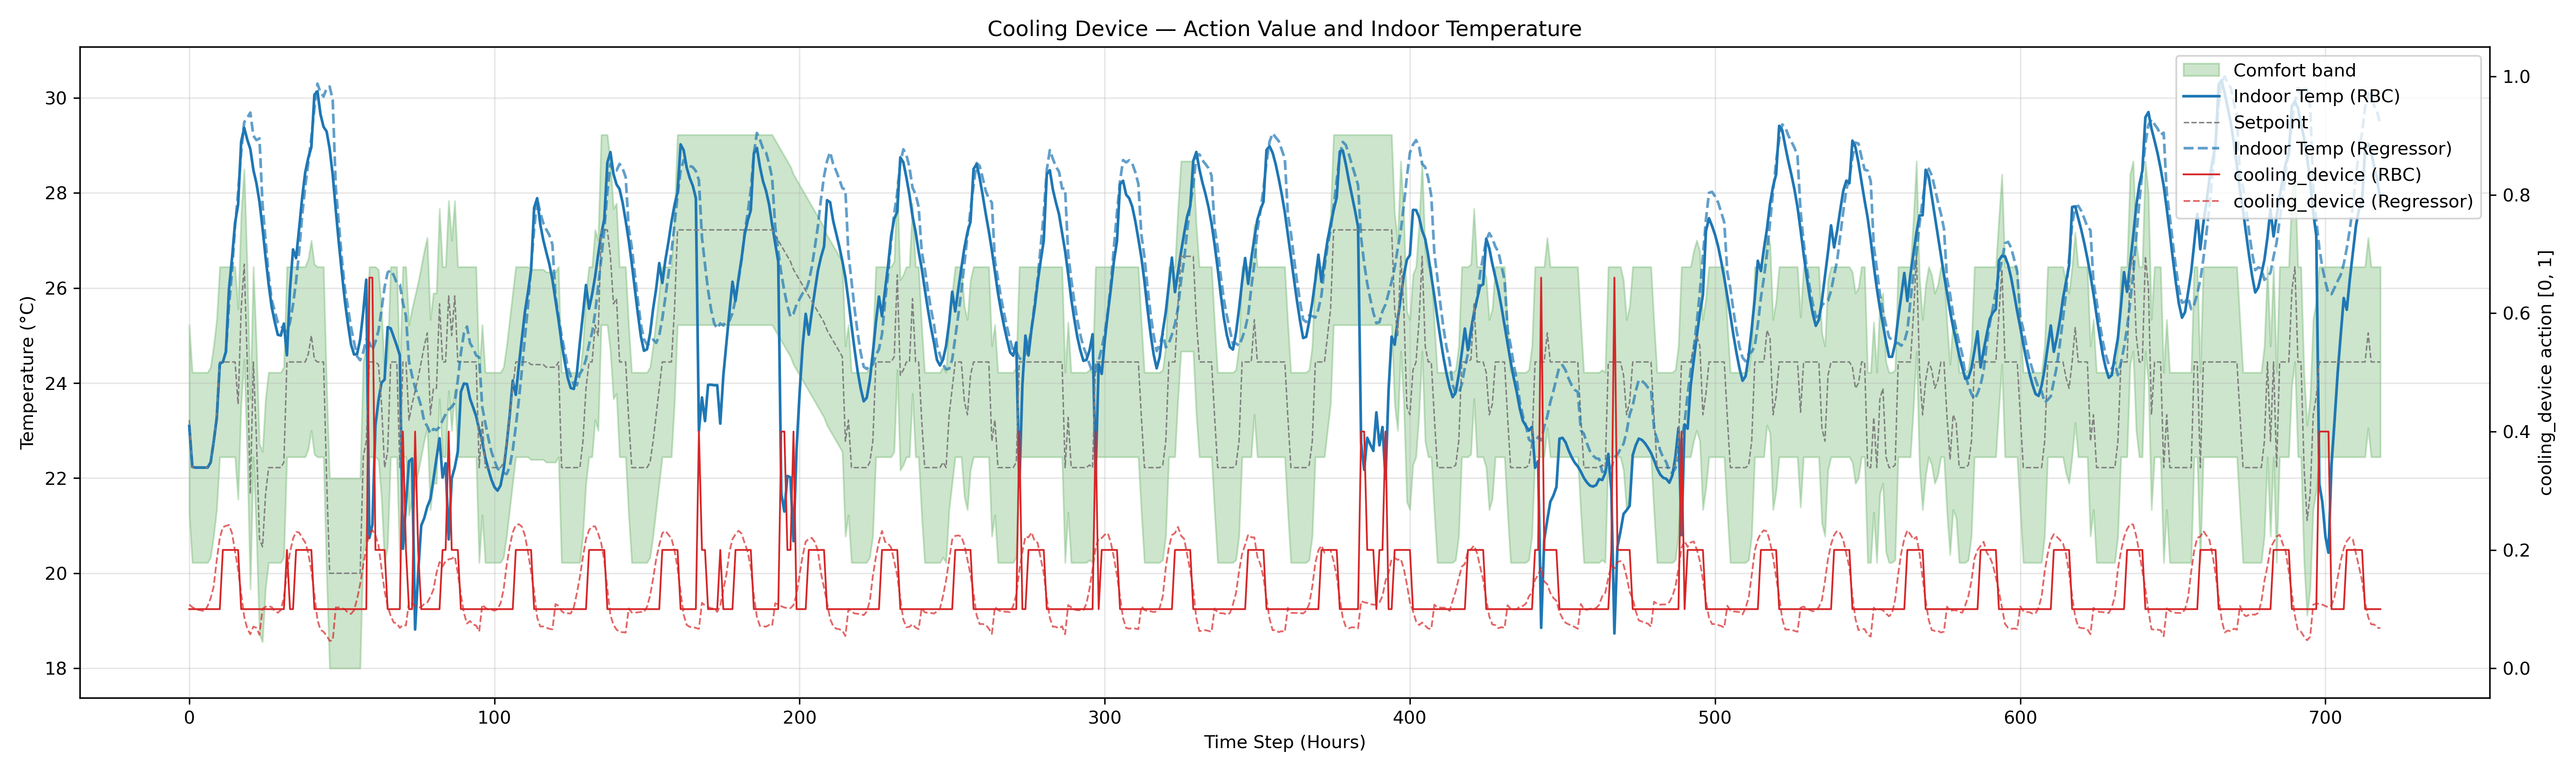 Cooling Device — Action Value and Indoor Temperature
Temperature (°C)
30
28
26
24
22
20
18
0
100
200
300
400
500
600
700
Time Step (Hours)
1.0
0.8
0.6
0.4
0.2
0.0
cooling_device action [0, 1]
Comfort band
Indoor Temp (RBC)
Setpoint
Indoor Temp (Regressor)
cooling_device (RBC)
cooling_device (Regressor)